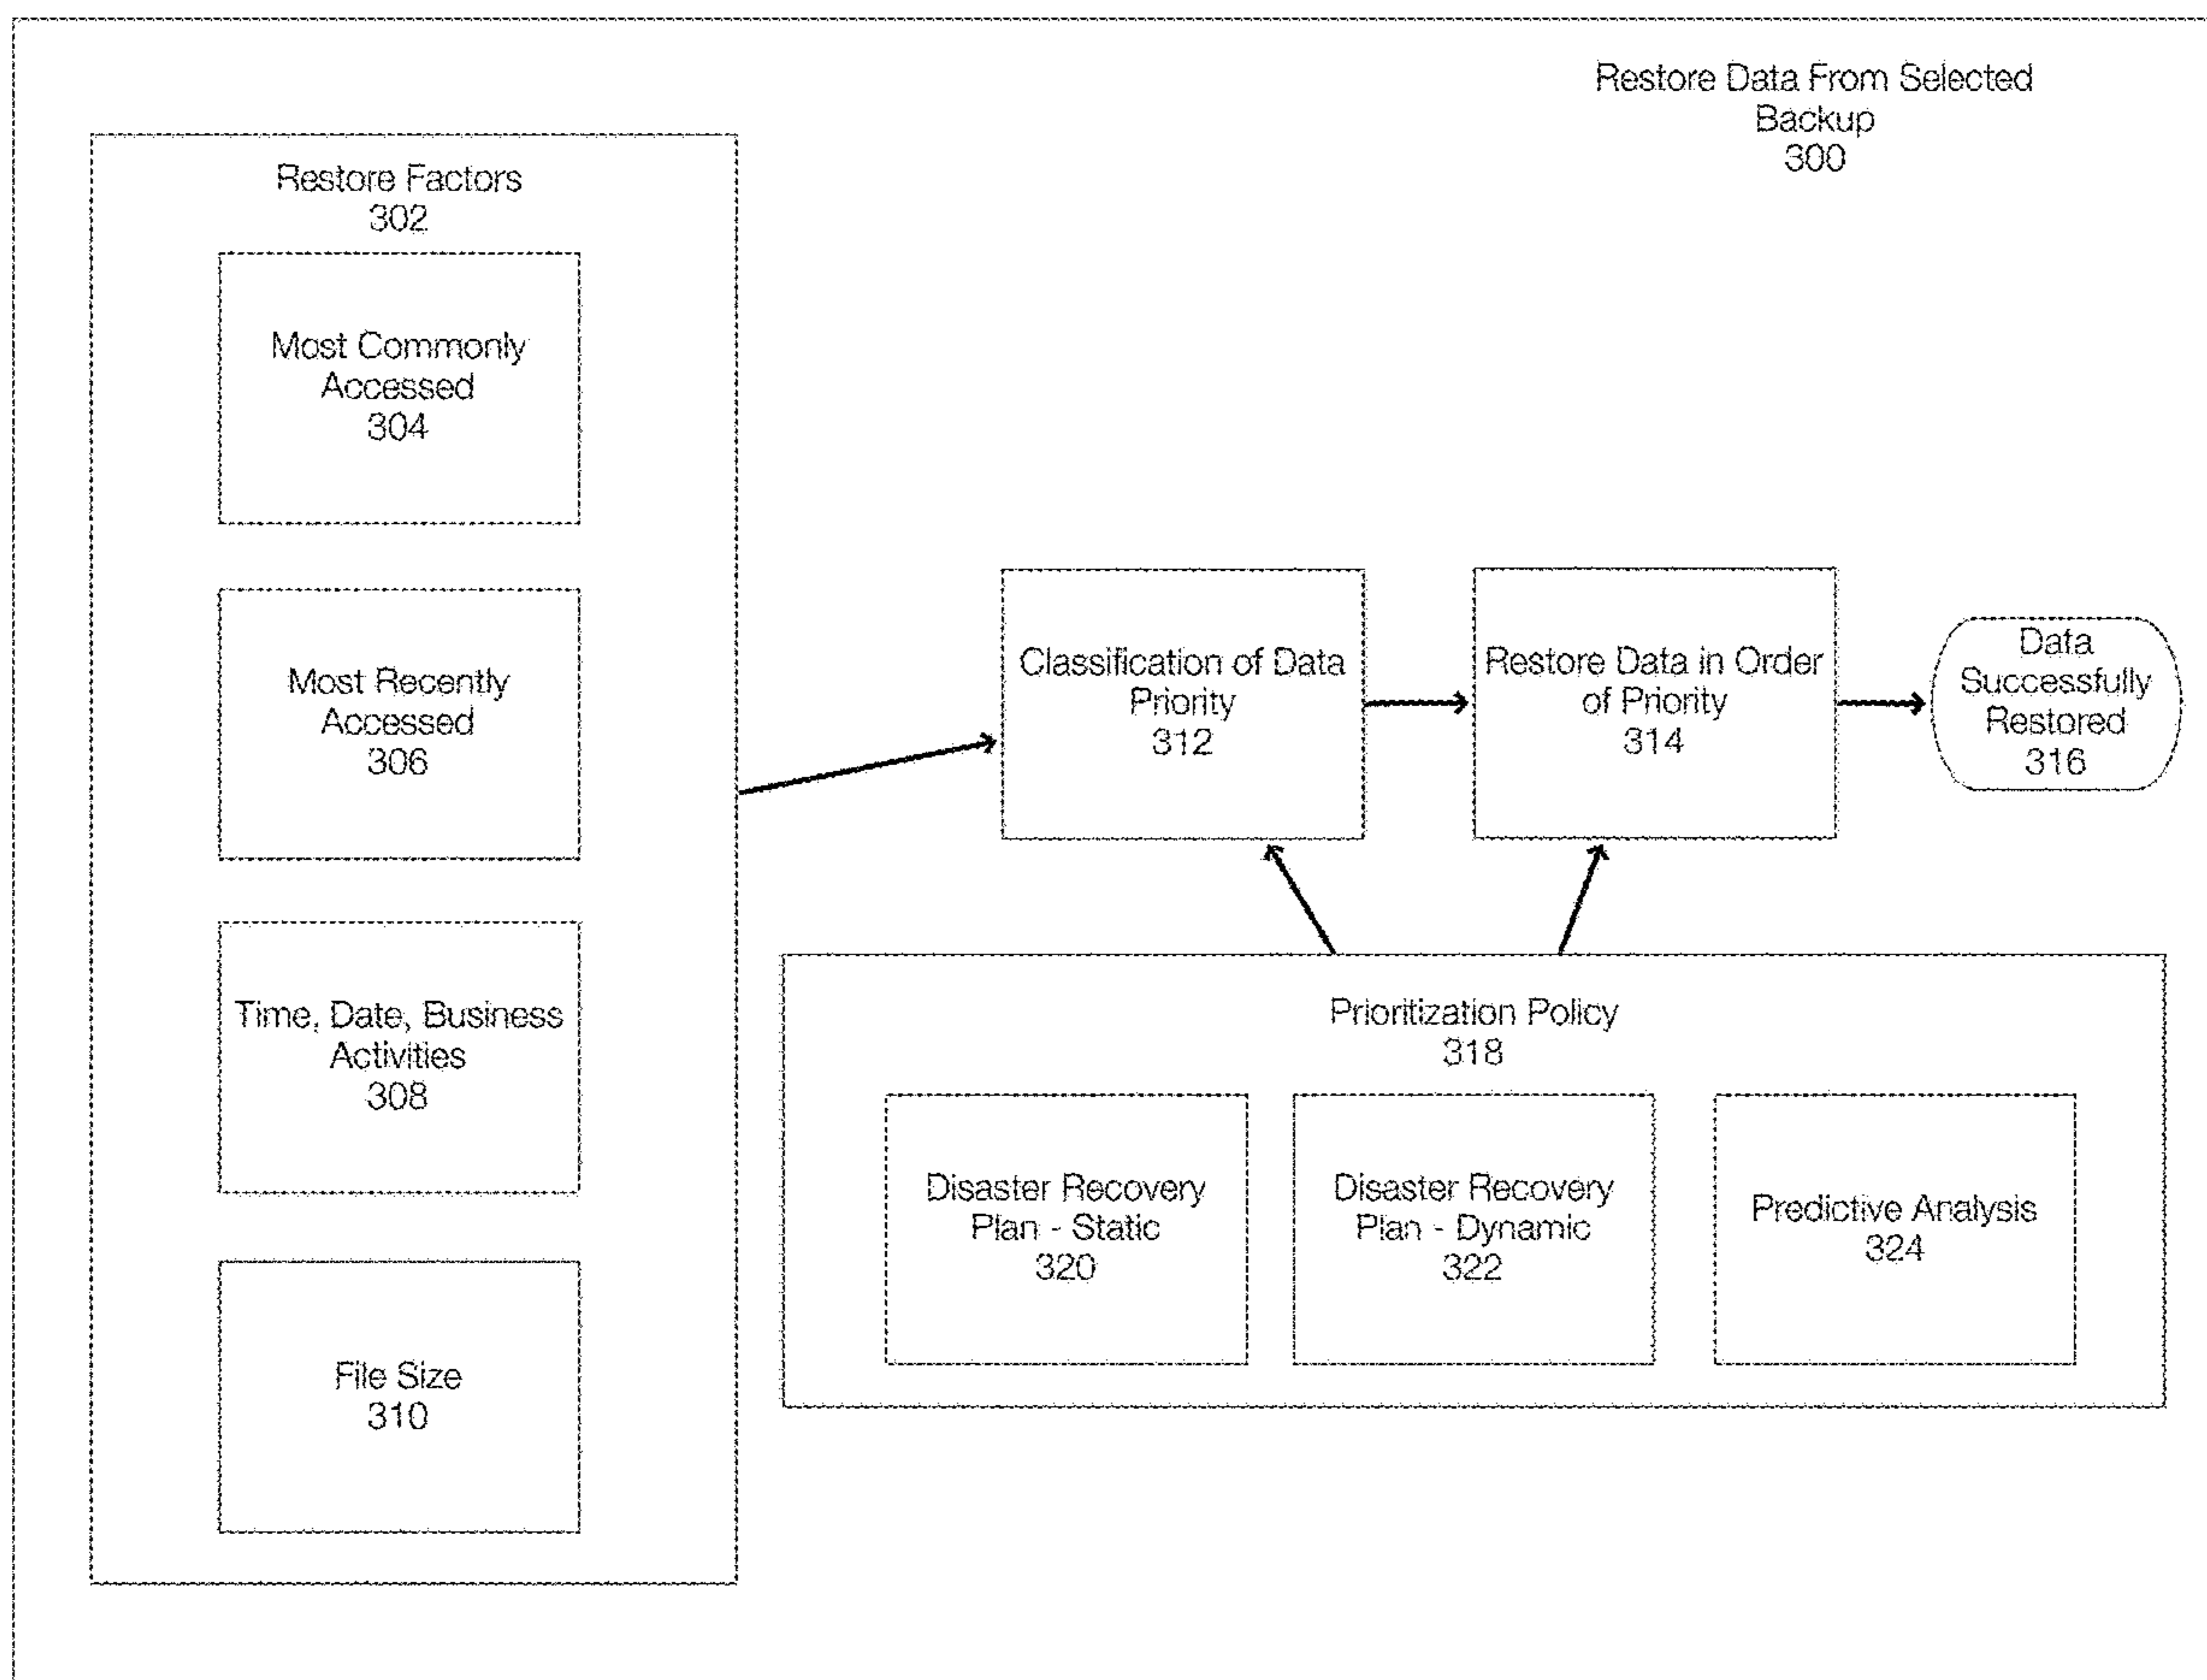 Restore Data From Selected
Backup
300
Restore Factors
302
Most Commonly
Accessed
304
Most Recently
Accessed
306
Time, Date, Business
Activities
308
File Size
310
Classification of Data
Priority
312
Restore Data in Order
of Priority
314
Data
Successfully
Restored
316
Prioritization Policy
318
Disaster Recovery
Plan - Static
320
Disaster Recovery
Plan - Dynamic
322
Predictive Analysis
324